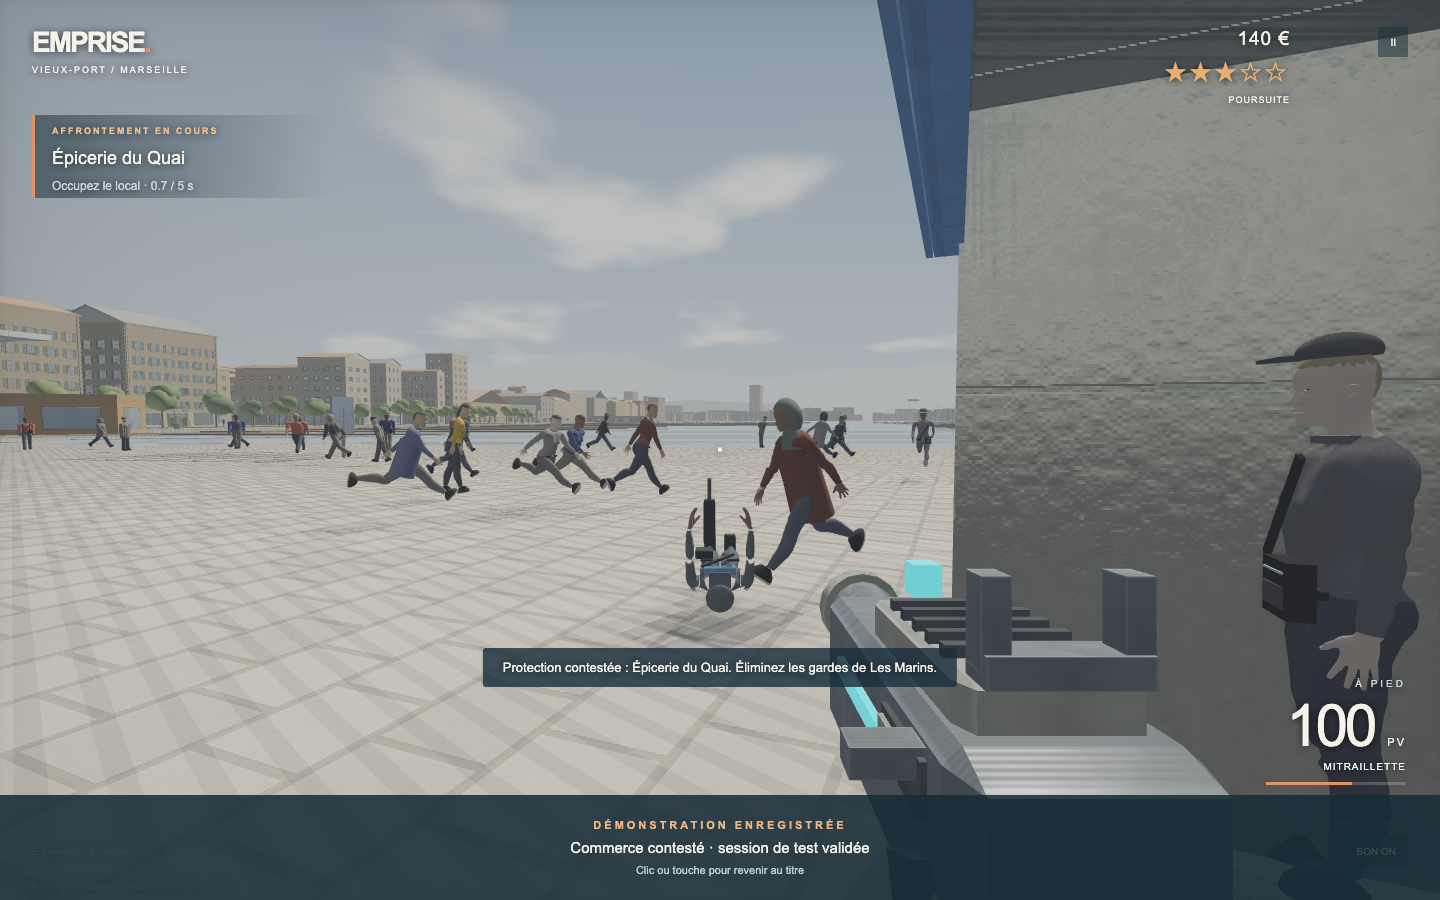 EMPRISE.
VIEUX-PORT / MARSEILLE
140 €
POURSUITE
AFFRONTEMENT EN COURS
Épicerie du Quai
Occupez le local · 0.7 / 5 s
Protection contestée : Épicerie du Quai. Éliminez les gardes de Les Marins.
À PIED
100 PV
MITRAILLETTE
DÉMONSTRATION ENREGISTRÉE
Commerce contesté · session de test validée
Clic ou touche pour revenir au titre
SON ON